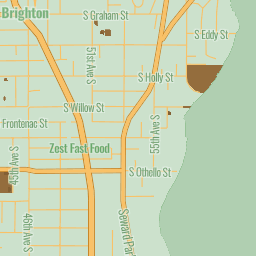 Brighton
S Graham St
S Eddy St
51st Ave S
S Holly St
S Willow St
Frontenac St
55th Ave S
Zest Fast Food
45th Ave S
S Othello St
46th Ave S
Seward Par